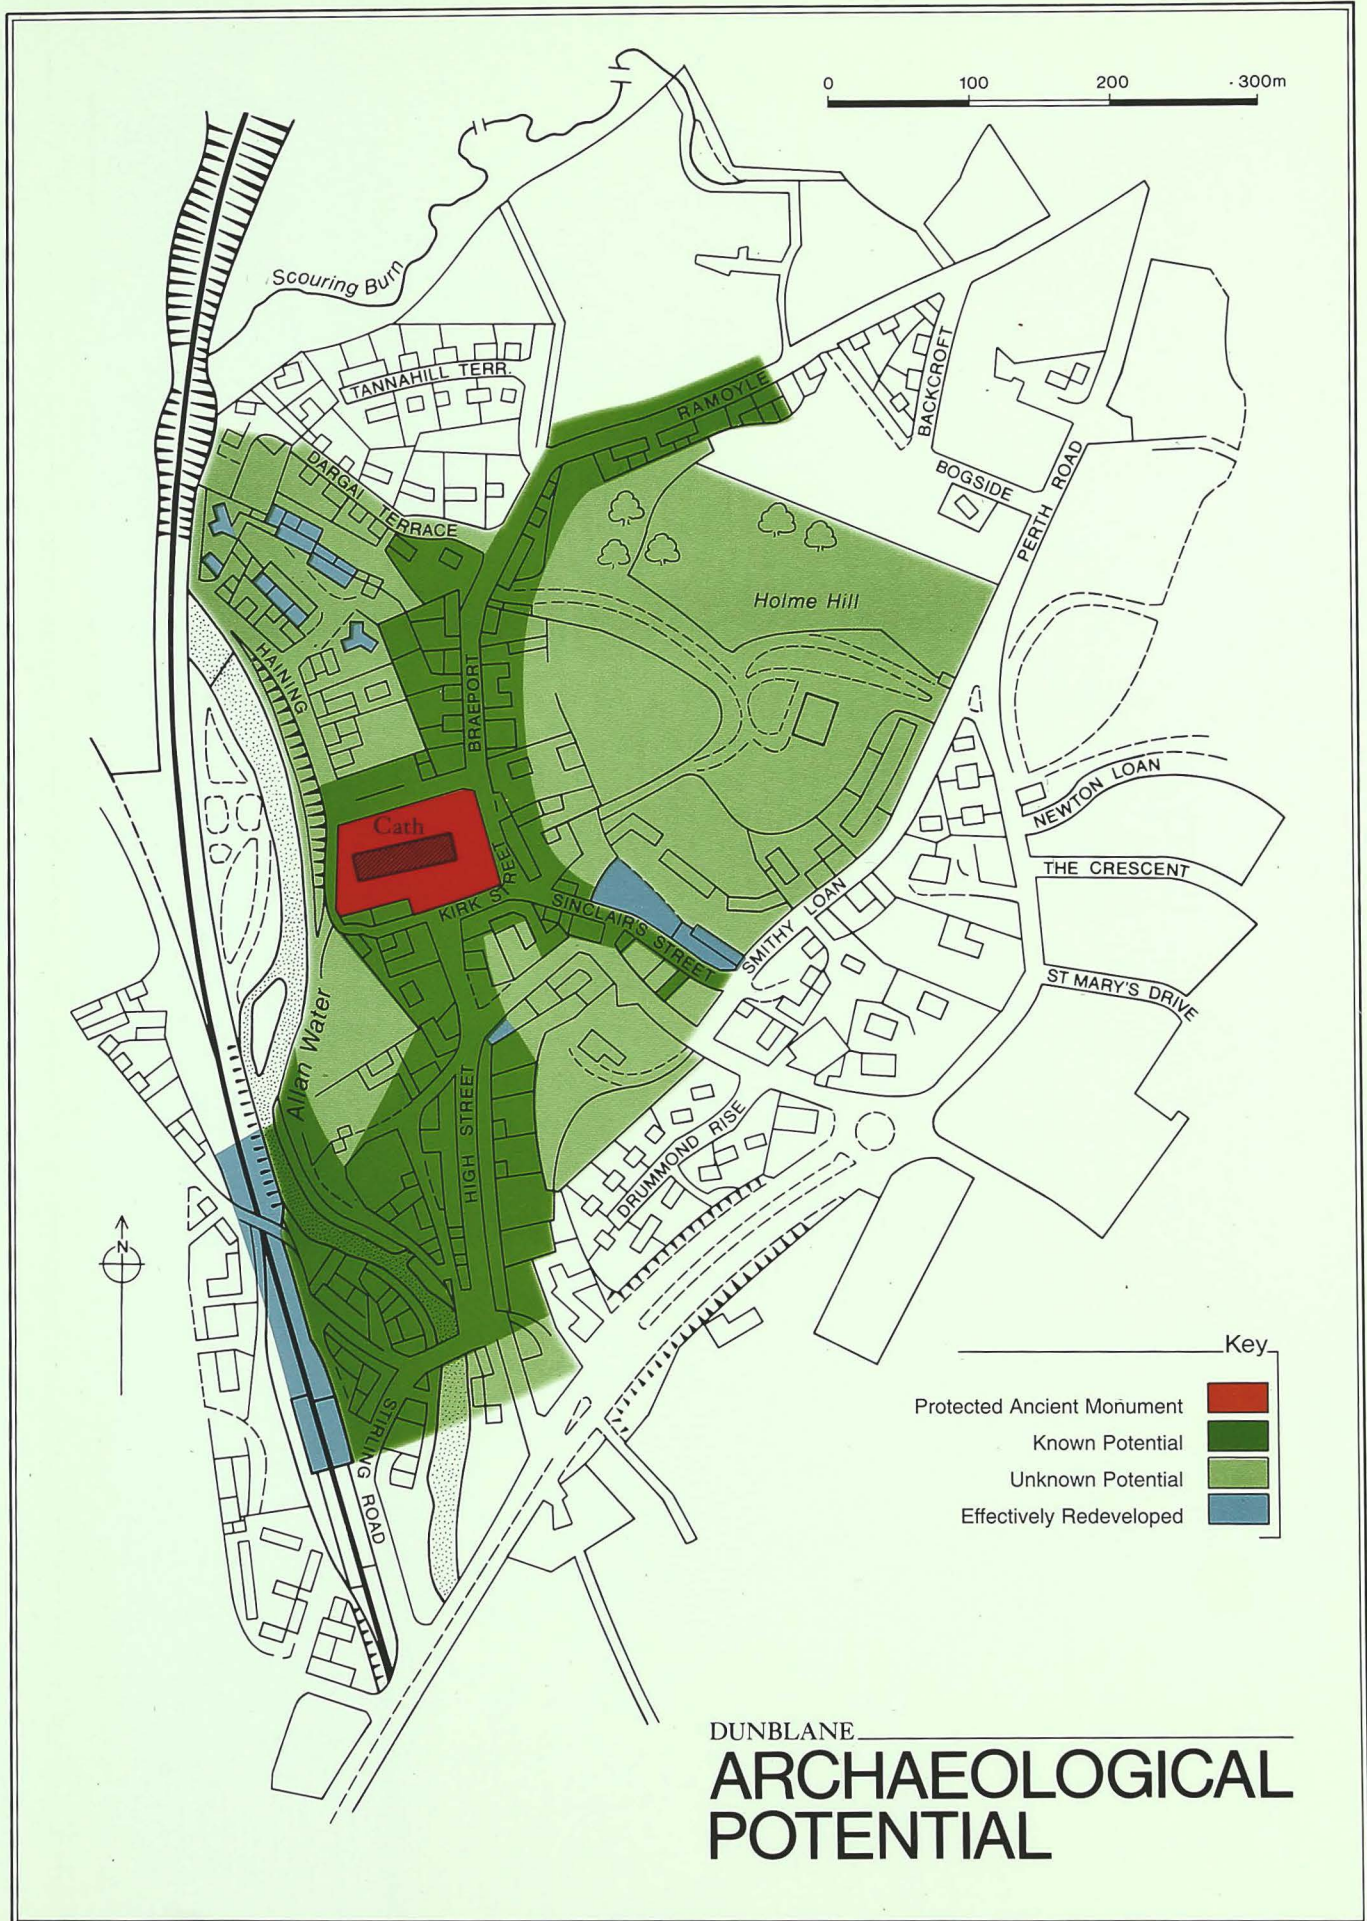 0 100 200 300m
Scouring Burn
TANNAHILL TERR.
RAMOYLE
BACKCROFT
DARGAI TERRACE
BOGSIDE
PERTH ROAD
Holme Hill
HAINING
BRAEPORT
NEWTON LOAN
Cath
THE CRESCENT
KIRK STREET
SINCLAIR'S STREET
SMITHY LOAN
ST MARY'S DRIVE
Allan Water
HIGH STREET
DRUMMOND RISE
N
STIRLING ROAD
Key
Protected Ancient Monument
Known Potential
Unknown Potential
Effectively Redeveloped
DUNBLANE
ARCHAEOLOGICAL
POTENTIAL